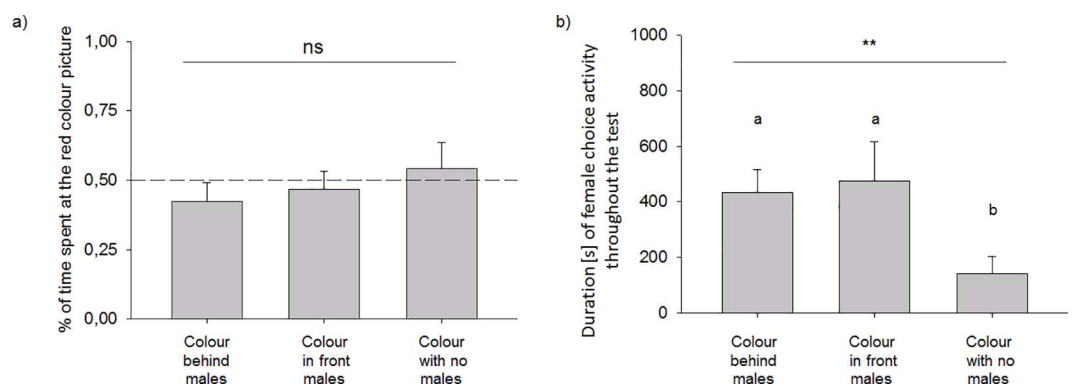 a)
% of time spent at the red colour picture
1,00
0,75
0,50
0,25
0,00
ns
Colour
behind
males
Colour
in front
males
Colour
with no
males
b)
Duration [s] of female choice activity
throughout the test
1000
800
600
400
200
0
**
a
a
b
Colour
behind
males
Colour
in front
males
Colour
with no
males